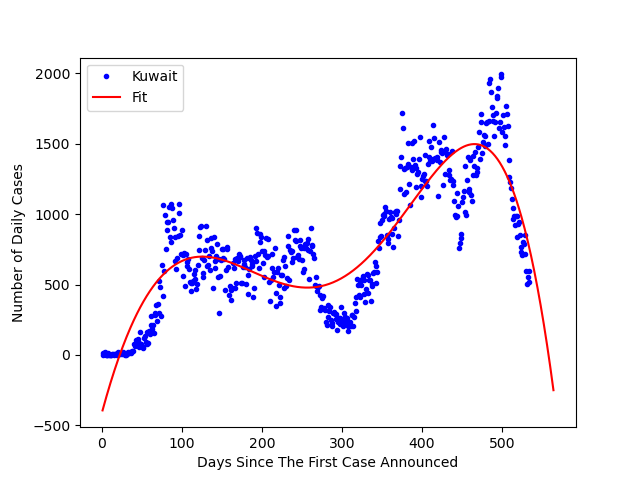 Kuwait
Fit
Number of Daily Cases
2000
1500
1000
500
0
−500
0 100 200 300 400 500
Days Since The First Case Announced